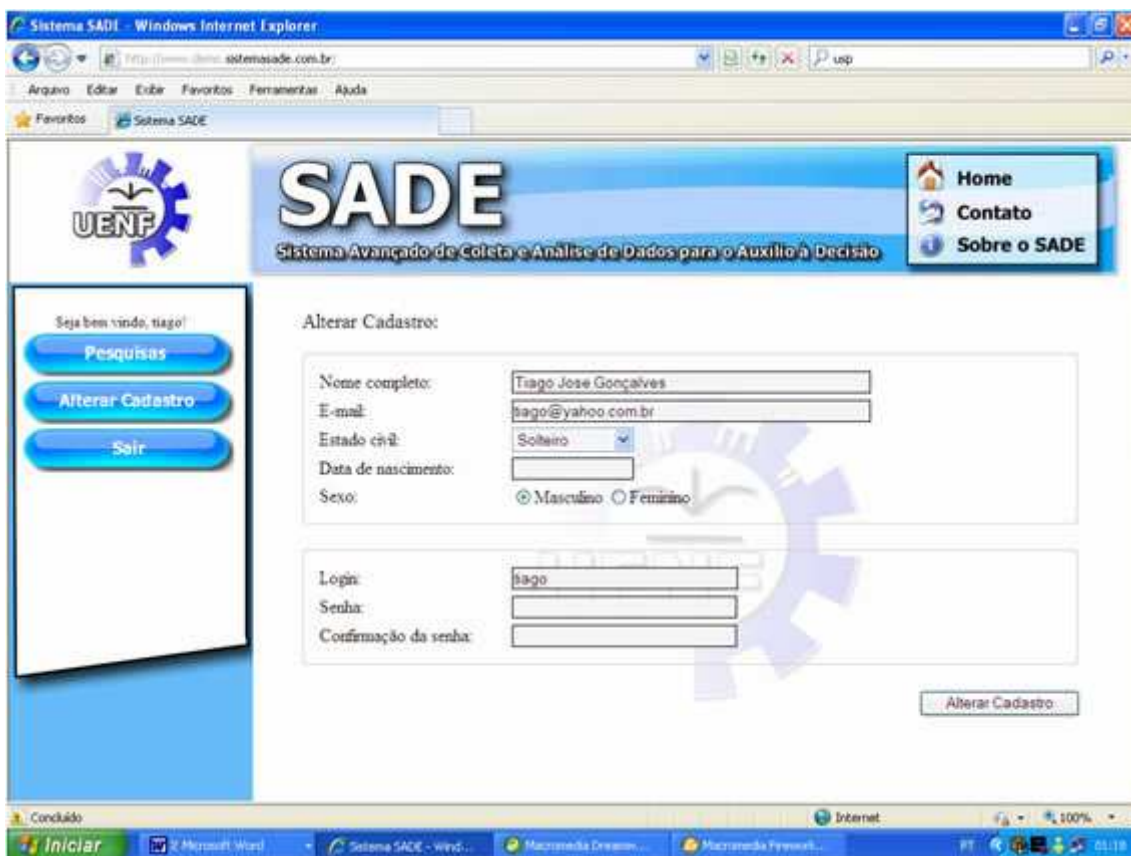 Sistema SADE - Windows Internet Explorer
sistemasade.com.br
usp
Arquivo Editar Exibir Favoritos Ferramentas Ajuda
Favoritos Sistema SADE
UENF
SADE
Sistema Avançado de Coleta e Análise de Dados para o Auxílio à Decisão
Home
Contato
Sobre o SADE
Seja bem vindo, tiago!
Pesquisas
Alterar Cadastro
Sair
Alterar Cadastro:
Nome completo: Tiago Jose Gonçalves
E-mail: tiago@yahoo.com.br
Estado civil: Solteiro
Data de nascimento:
Sexo: Masculino Feminino
Login: tiago
Senha:
Confirmação da senha:
Alterar Cadastro
Concluído Internet 100%
Iniciar 2 Microsoft Word Sistema SADE - Wind... Macromedia Macromedia PT 01:18